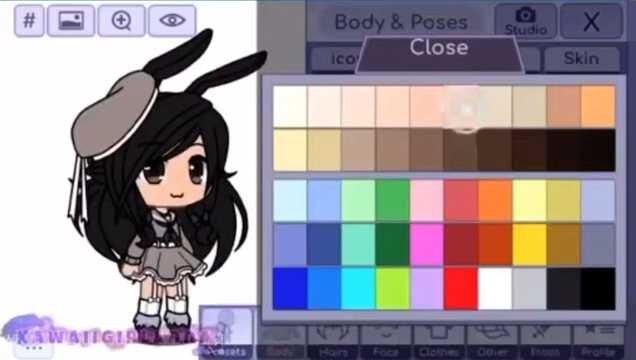 #
Body & Poses
Studio
X
Close
Skin
Body
Hairs
Face
Clothes
Other
Profile